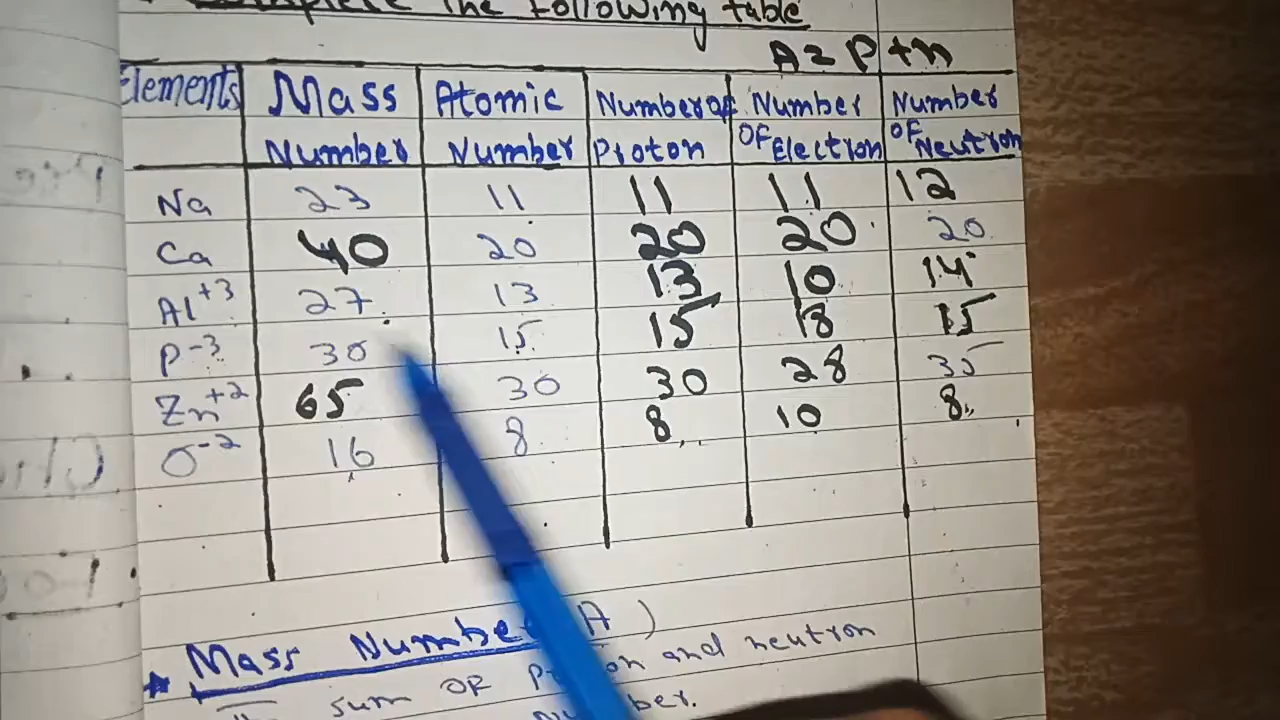 Complete The Following table
A = P + n
Elements Mass Number Atomic Number Number of Proton Number of Electron Number of Neutron
Na 23 11 11 11 12
Ca 40 20 20 20 20
Al+3 27 13 13 10 14
P-3 30 15 15 18 15
Zn+2 65 30 30 28 35
O-2 16 8 8 10 8
* Mass Number (A)
sum OF and neutron